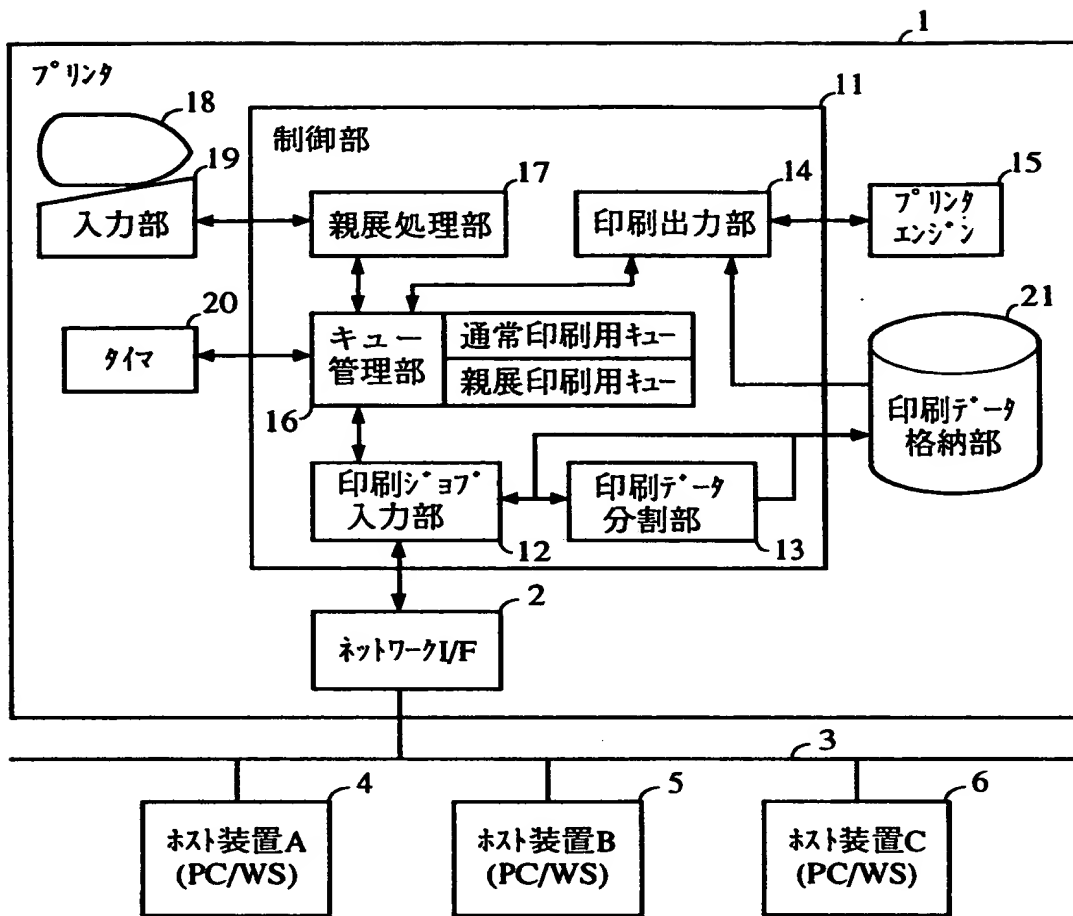 1
プリンタ
18
11
制御部
19
17
14
15
入力部
親展処理部
印刷出力部
プリンタ
エンジン
20
21
タイマ
キュー
管理部
通常印刷用キュー
親展印刷用キュー
16
印刷データ
格納部
印刷ジョブ
入力部
印刷データ
分割部
12
13
2
ネットワークI/F
3
4
5
6
ホスト装置A
(PC/WS)
ホスト装置B
(PC/WS)
ホスト装置C
(PC/WS)